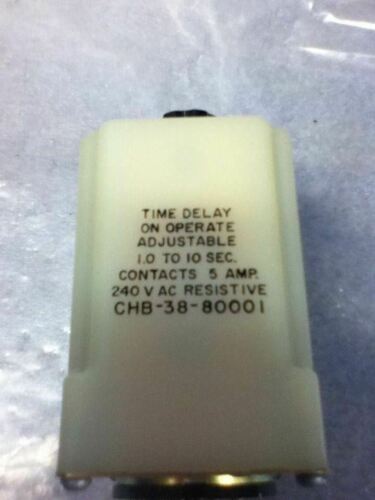 TIME DELAY
ON OPERATE
ADJUSTABLE
1.0 TO 10 SEC.
CONTACTS 5 AMP.
240 V AC RESISTIVE
CHB-38-80001